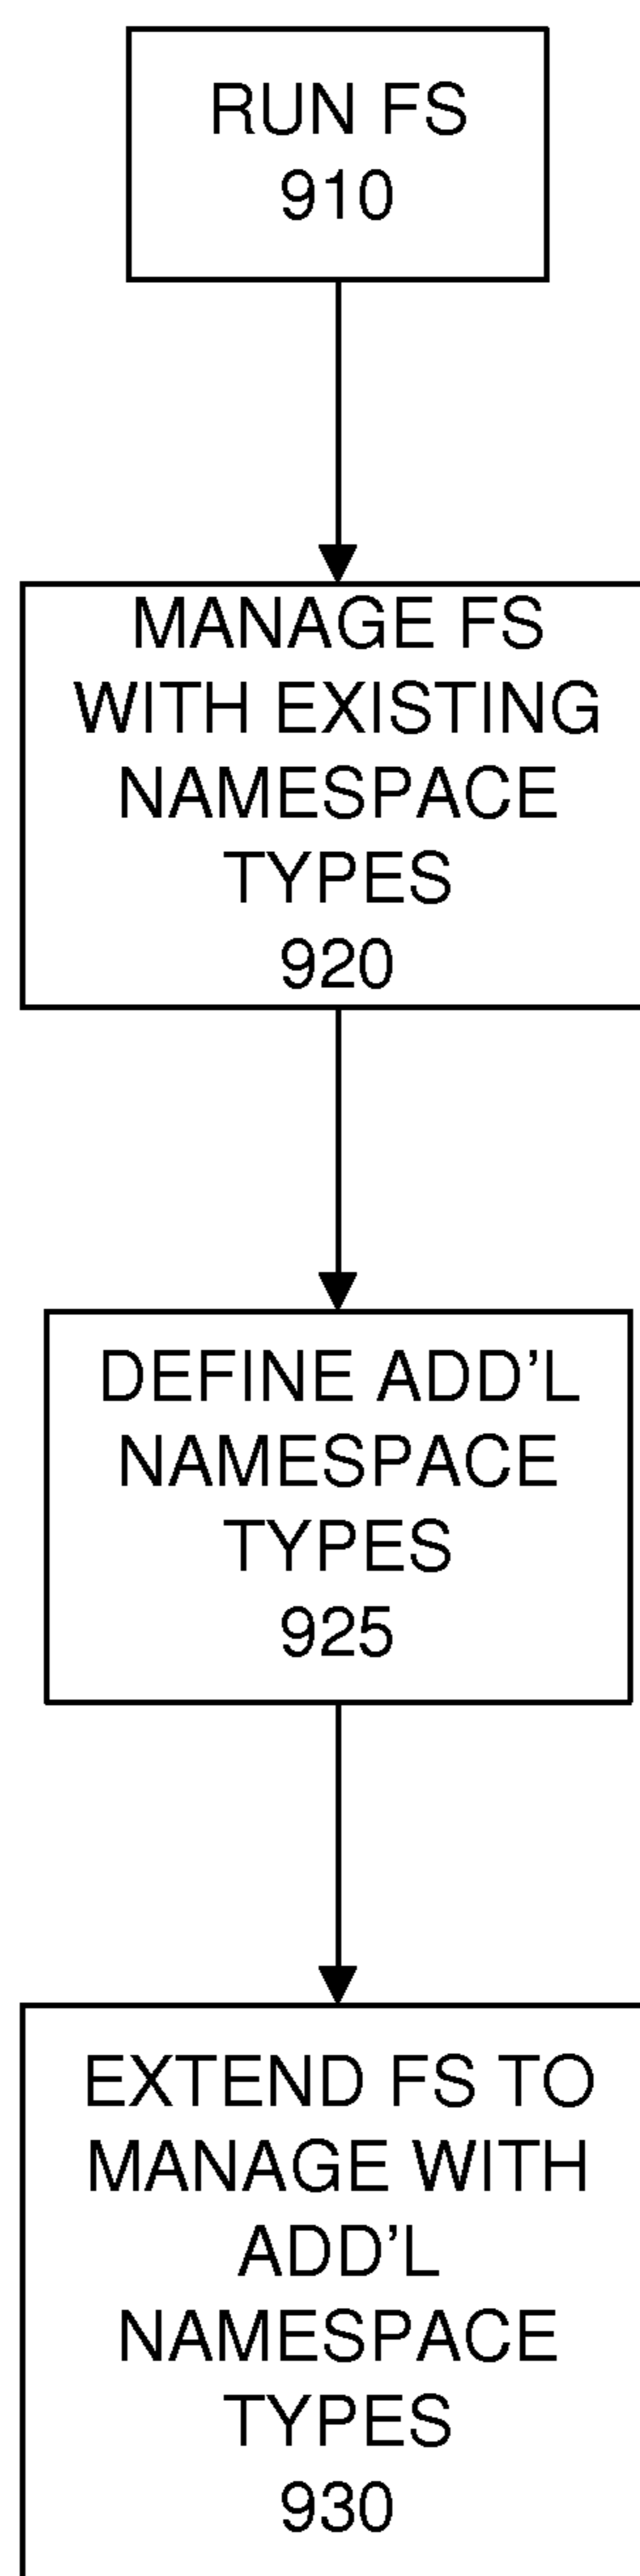 RUN FS
910
MANAGE FS
WITH EXISTING
NAMESPACE
TYPES
920
DEFINE ADD’L
NAMESPACE
TYPES
925
EXTEND FS TO
MANAGE WITH
ADD’L
NAMESPACE
TYPES
930